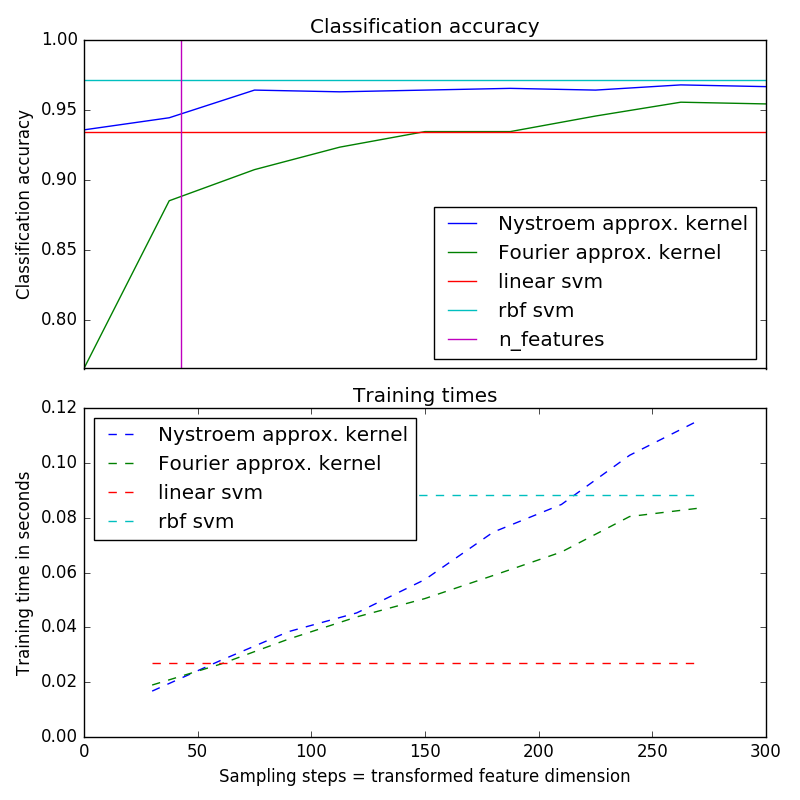 Classification accuracy
1.00
0.95
0.90
0.85
0.80
Classification accuracy
Nystroem approx. kernel
Fourier approx. kernel
linear svm
rbf svm
n_features
Training times
0.12
0.10
0.08
0.06
0.04
0.02
0.00
Training time in seconds
Nystroem approx. kernel
Fourier approx. kernel
linear svm
rbf svm
0 50 100 150 200 250 300
Sampling steps = transformed feature dimension